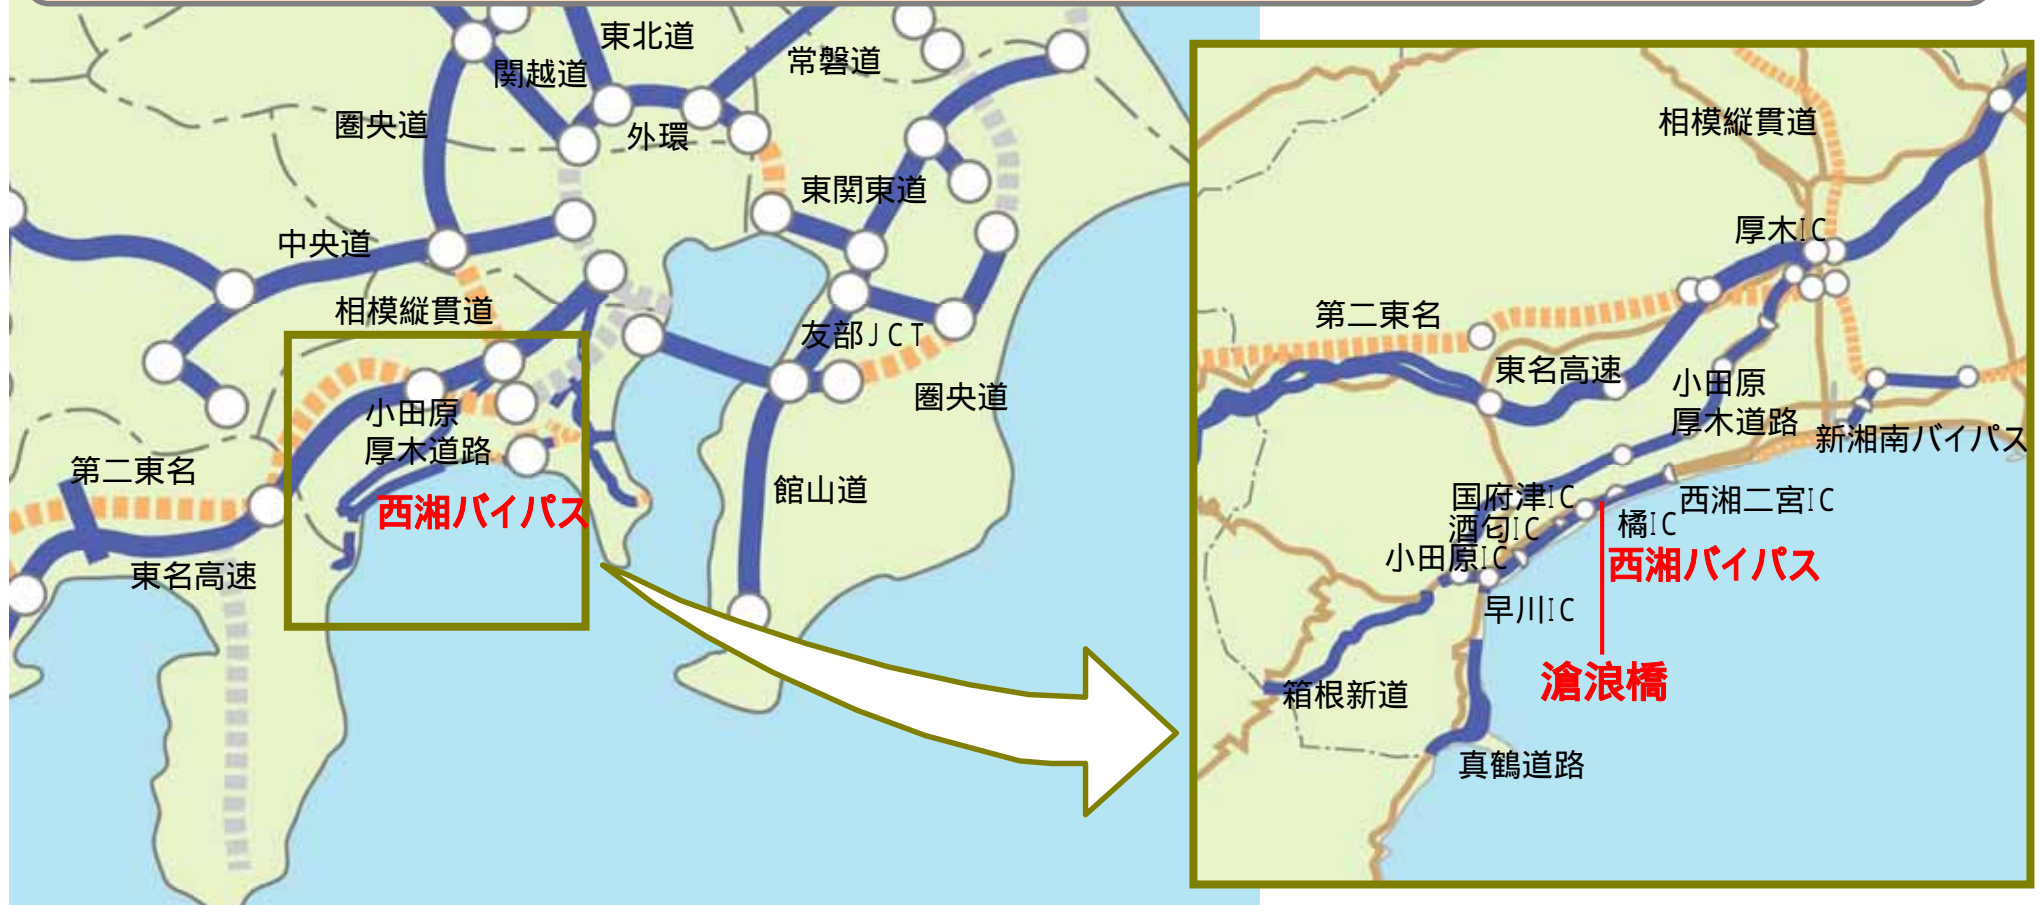 東北道
関越道
常磐道
圏央道
外環
東関東道
中央道
相模縦貫道
友部JCT
圏央道
小田原
厚木道路
第二東名
西湘バイパス
館山道
東名高速
相模縦貫道
厚木IC
第二東名
東名高速
小田原
厚木道路
新湘南バイパス
国府津IC
西湘二宮IC
酒匂IC
橘IC
小田原IC
西湘バイパス
早川IC
滄浪橋
箱根新道
真鶴道路